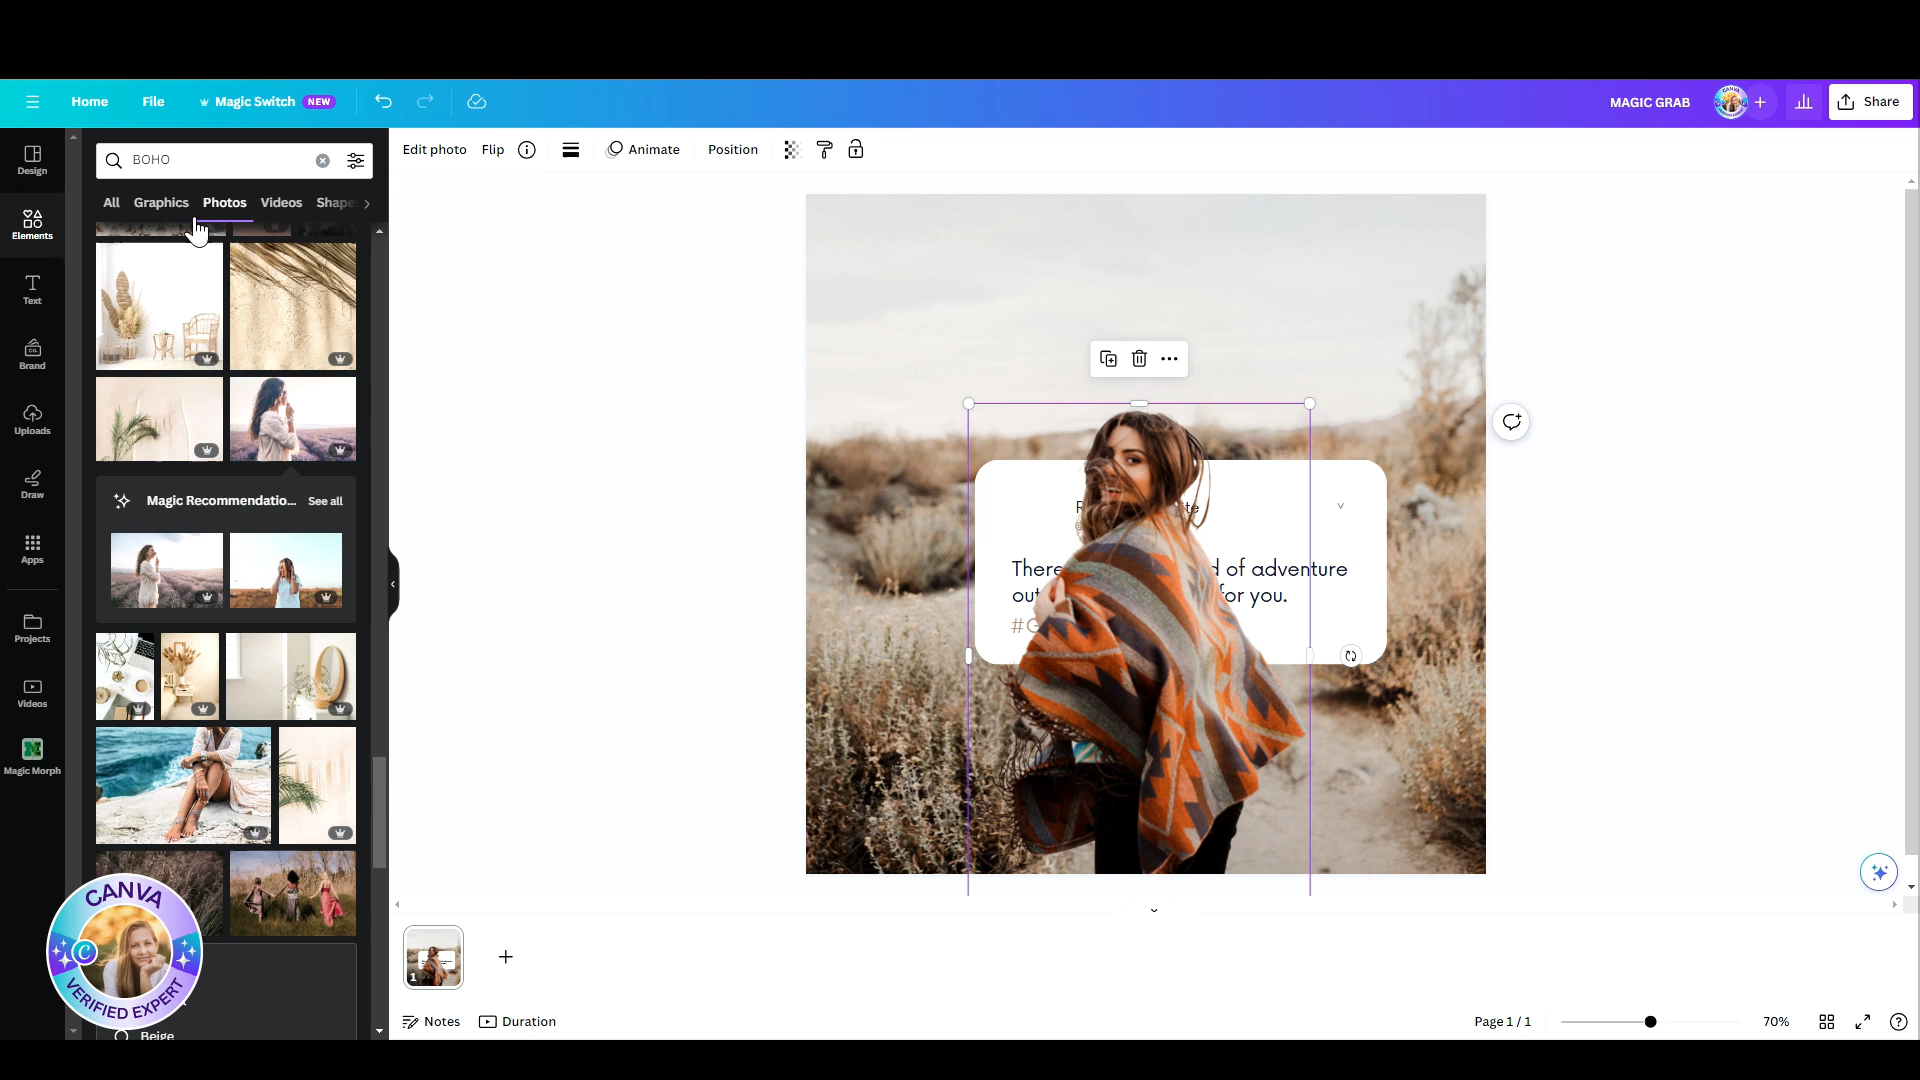 Home File Magic Switch NEW MAGIC GRAB Share
BOHO
Edit photo Flip Animate Position
All Graphics Photos Videos Shape
Design
Elements
Text
Brand
Uploads
Draw
Apps
Projects
Videos
Magic Morph
Magic Recommendatio... See all
Beige
CANVA
VERIFIED EXPERT
There d of adventure
out for you.
#G
1
Notes Duration
Page 1 / 1 70%